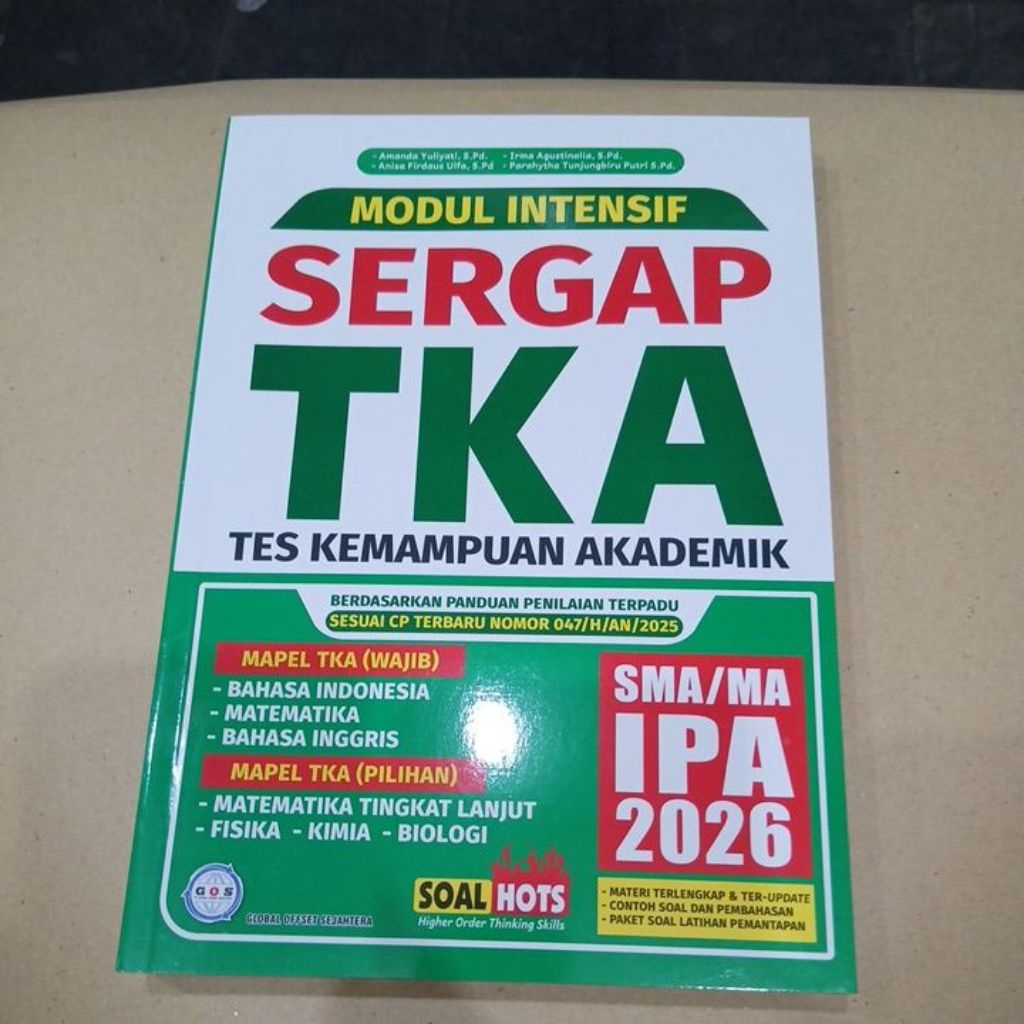 - Amanda Yuliyati, S.Pd. - Irma Agustinalia, S.Pd.
- Anisa Firdaus Ulfa, S.Pd - Parahytha Tunjungbiru Putri S.Pd.
MODUL INTENSIF
SERGAP
TKA
TES KEMAMPUAN AKADEMIK
BERDASARKAN PANDUAN PENILAIAN TERPADU
SESUAI CP TERBARU NOMOR 047/H/AN/2025
MAPEL TKA (WAJIB)
- BAHASA INDONESIA
- MATEMATIKA
- BAHASA INGGRIS
MAPEL TKA (PILIHAN)
- MATEMATIKA TINGKAT LANJUT
- FISIKA - KIMIA - BIOLOGI
SMA/MA
IPA
2026
- MATERI TERLENGKAP & TER-UPDATE
- CONTOH SOAL DAN PEMBAHASAN
- PAKET SOAL LATIHAN PEMANTAPAN
GOS
GLOBAL OFFSET SEJAHTERA
SOAL HOTS
Higher Order Thinking Skills